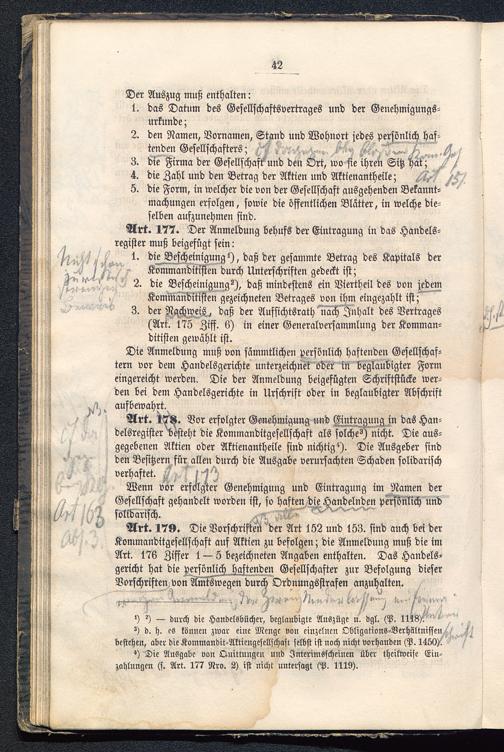 42
Der Auszug muß enthalten:
1. das Datum des Gesellschaftsvertrages und der Genehmigungs-
urkunde;
2. den Namen, Vornamen, Stand und Wohnort jedes persönlich haf-
tenden Gesellschafters;
3. die Firma der Gesellschaft und den Ort, wo sie ihren Sitz hat;
4. die Zahl und den Betrag der Aktien und Aktienantheile;
Art 151.
5. die Form, in welcher die von der Gesellschaft ausgehenden Bekannt-
machungen erfolgen, sowie die öffentlichen Blätter, in welche die-
selben aufzunehmen sind.
Art. 177. Der Anmeldung behufs der Eintragung in das Handels-
register muß beigefügt sein:
1. die Bescheinigung¹), daß der gesammte Betrag des Kapitals der
Kommanditisten durch Unterschriften gedeckt ist;
2. die Bescheinigung²), daß mindestens ein Viertheil des von jedem
Kommanditisten gezeichneten Betrages von ihm eingezahlt ist;
3. der Nachweis, daß der Aufsichtsrath nach Inhalt des Vertrages
(Art. 175 Ziff. 6) in einer Generalversammlung der Komman-
ditisten gewählt ist.
Die Anmeldung muß von sämmtlichen persönlich haftenden Gesellschaf-
tern vor dem Handelsgerichte unterzeichnet oder in beglaubigter Form
eingereicht werden. Die der Anmeldung beigefügten Schriftstücke wer-
den bei dem Handelsgerichte in Urschrift oder in beglaubigter Abschrift
aufbewahrt.
Art. 178. Vor erfolgter Genehmigung und Eintragung in das Han-
delsregister besteht die Kommanditgesellschaft als solche³) nicht. Die aus-
gegebenen Aktien oder Aktienantheile sind nichtig⁴). Die Ausgeber sind
den Besitzern für allen durch die Ausgabe verursachten Schaden solidarisch
verhaftet.
Art 173
Wenn vor erfolgter Genehmigung und Eintragung im Namen der
Gesellschaft gehandelt worden ist, so haften die Handelnden persönlich und
solidarisch.
Art 163
Abs. 3.
Art. 179. Die Vorschriften der Art 152 und 153. sind auch bei der
Kommanditgesellschaft auf Aktien zu befolgen; die Anmeldung muß die im
Art. 176 Ziffer 1—5 bezeichneten Angaben enthalten. Das Handels-
gericht hat die persönlich haftenden Gesellschafter zur Befolgung dieser
Vorschriften von Amtswegen durch Ordnungsstrafen anzuhalten.
¹) ²) — durch die Handelsbücher, beglaubigte Auszüge u. dgl. (P. 1118).
³) d. h. es können zwar eine Menge von einzelnen Obligations-Verhältnissen
bestehen, aber die Kommandit-Aktiengesellschaft selbst ist noch nicht vorhanden (P. 1450).
⁴) Die Ausgabe von Quittungen und Interimsscheinen über theilweise Ein-
zahlungen (s. Art. 177 Nro. 2) ist nicht untersagt (P. 1119).